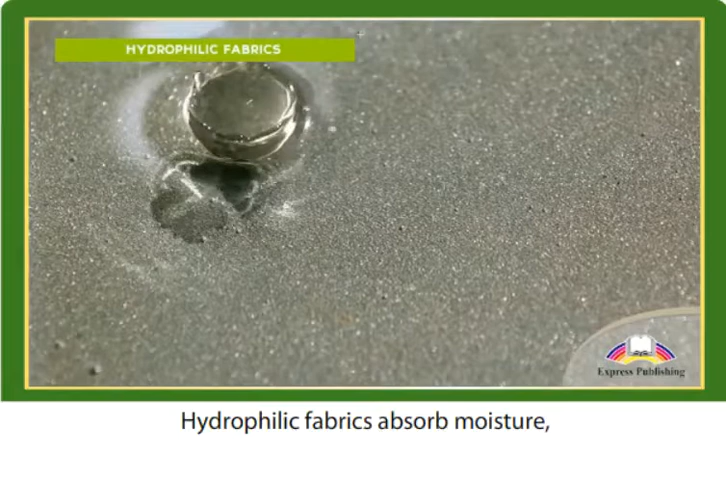 HYDROPHILIC FABRICS
Express Publishing
Hydrophilic fabrics absorb moisture,